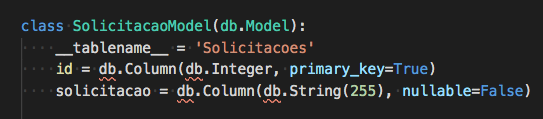 class SolicitacaoModel(db.Model):
    __tablename__ = 'Solicitacoes'
    id = db.Column(db.Integer, primary_key=True)
    solicitacao = db.Column(db.String(255), nullable=False)